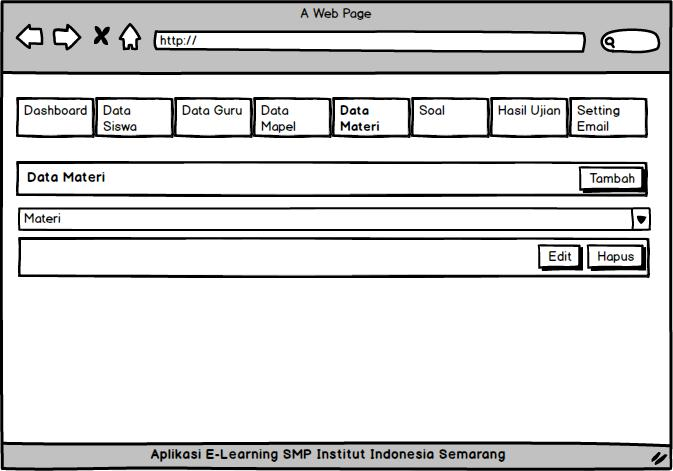 A Web Page
http://
Dashboard
Data
Siswa
Data Guru
Data
Mapel
Data
Materi
Soal
Hasil Ujian
Setting
Email
Data Materi
Tambah
Materi
Edit
Hapus
Aplikasi E-Learning SMP Institut Indonesia Semarang